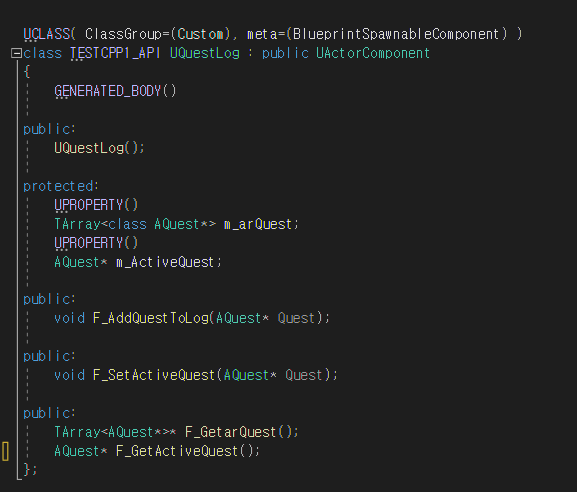 UCLASS( ClassGroup=(Custom), meta=(BlueprintSpawnableComponent) )
class TESTCPP1_API UQuestLog : public UActorComponent
{
    GENERATED_BODY()
public:
    UQuestLog();
protected:
    UPROPERTY()
    TArray<class AQuest*> m_arQuest;
    UPROPERTY()
    AQuest* m_ActiveQuest;
public:
    void F_AddQuestToLog(AQuest* Quest);
public:
    void F_SetActiveQuest(AQuest* Quest);
public:
    TArray<AQuest*>* F_GetarQuest();
    AQuest* F_GetActiveQuest();
};